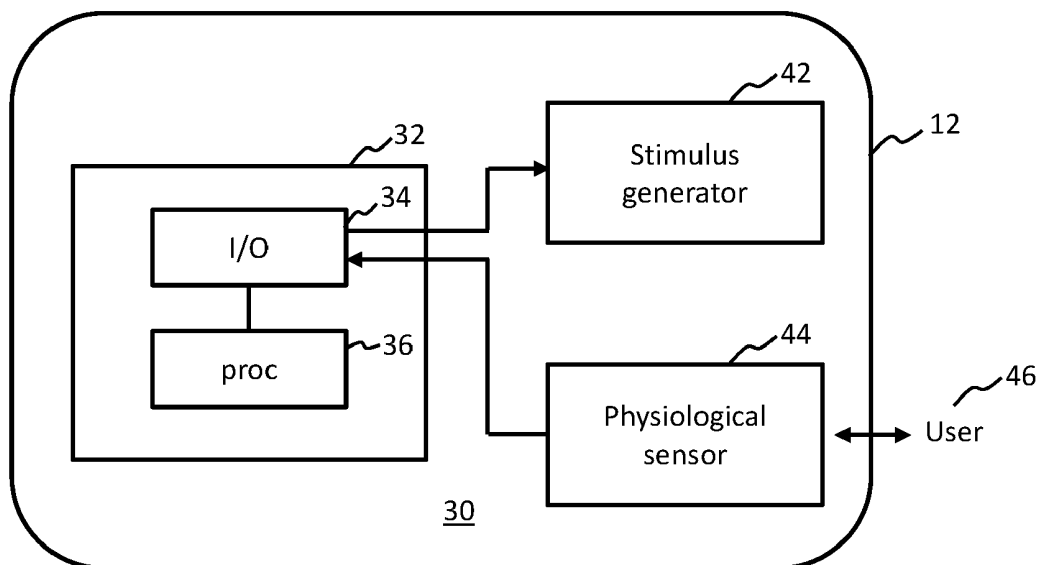 42
12
32
Stimulus
generator
34
I/O
36
proc
44
46
Physiological
sensor
User
30